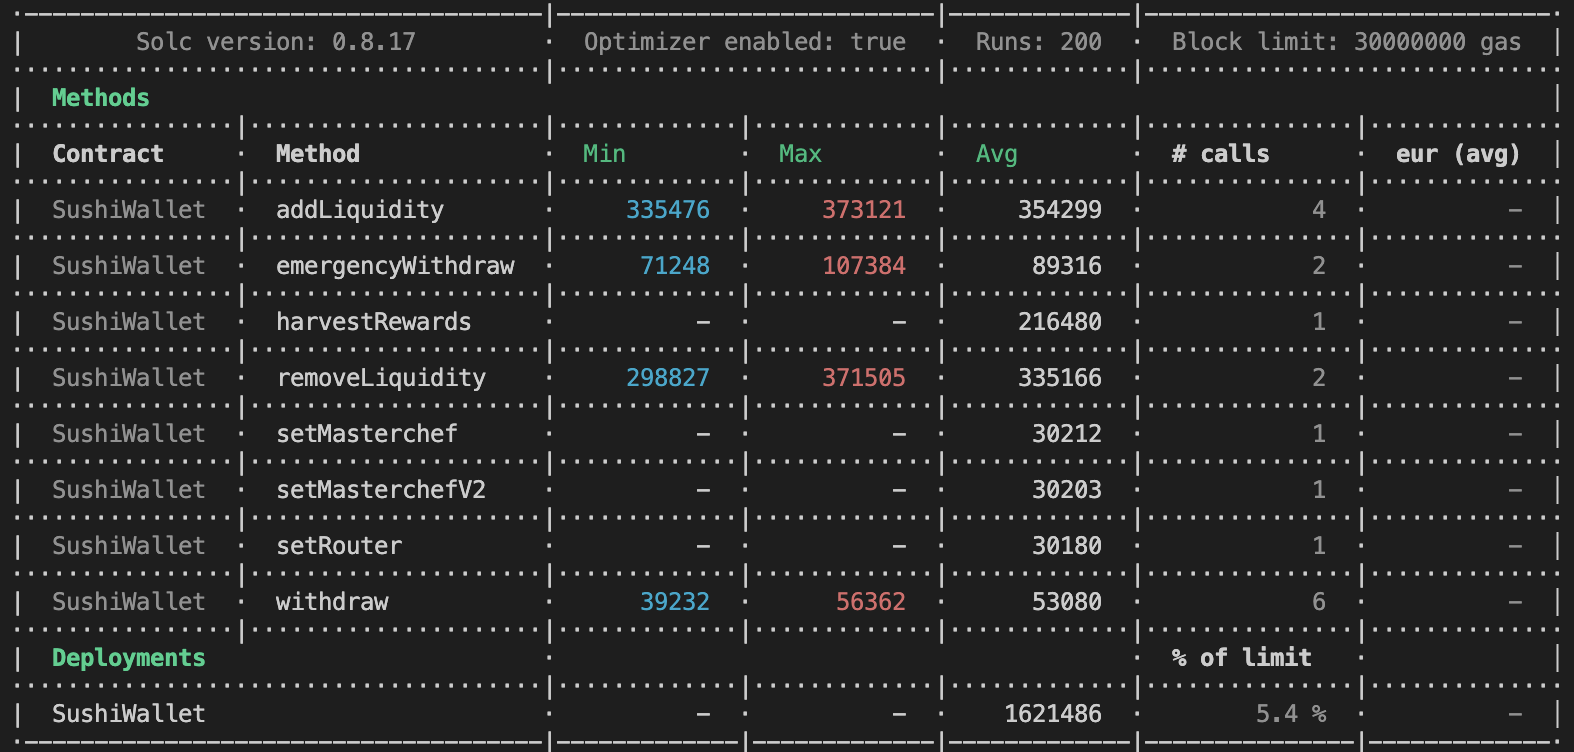 Solc version: 0.8.17 · Optimizer enabled: true · Runs: 200 · Block limit: 30000000 gas
Methods
Contract · Method · Min · Max · Avg · # calls · eur (avg)
SushiWallet · addLiquidity · 335476 · 373121 · 354299 · 4 · –
SushiWallet · emergencyWithdraw · 71248 · 107384 · 89316 · 2 · –
SushiWallet · harvestRewards · – · – · 216480 · 1 · –
SushiWallet · removeLiquidity · 298827 · 371505 · 335166 · 2 · –
SushiWallet · setMasterchef · – · – · 30212 · 1 · –
SushiWallet · setMasterchefV2 · – · – · 30203 · 1 · –
SushiWallet · setRouter · – · – · 30180 · 1 · –
SushiWallet · withdraw · 39232 · 56362 · 53080 · 6 · –
Deployments · · % of limit ·
SushiWallet · – · – · 1621486 · 5.4 % · –